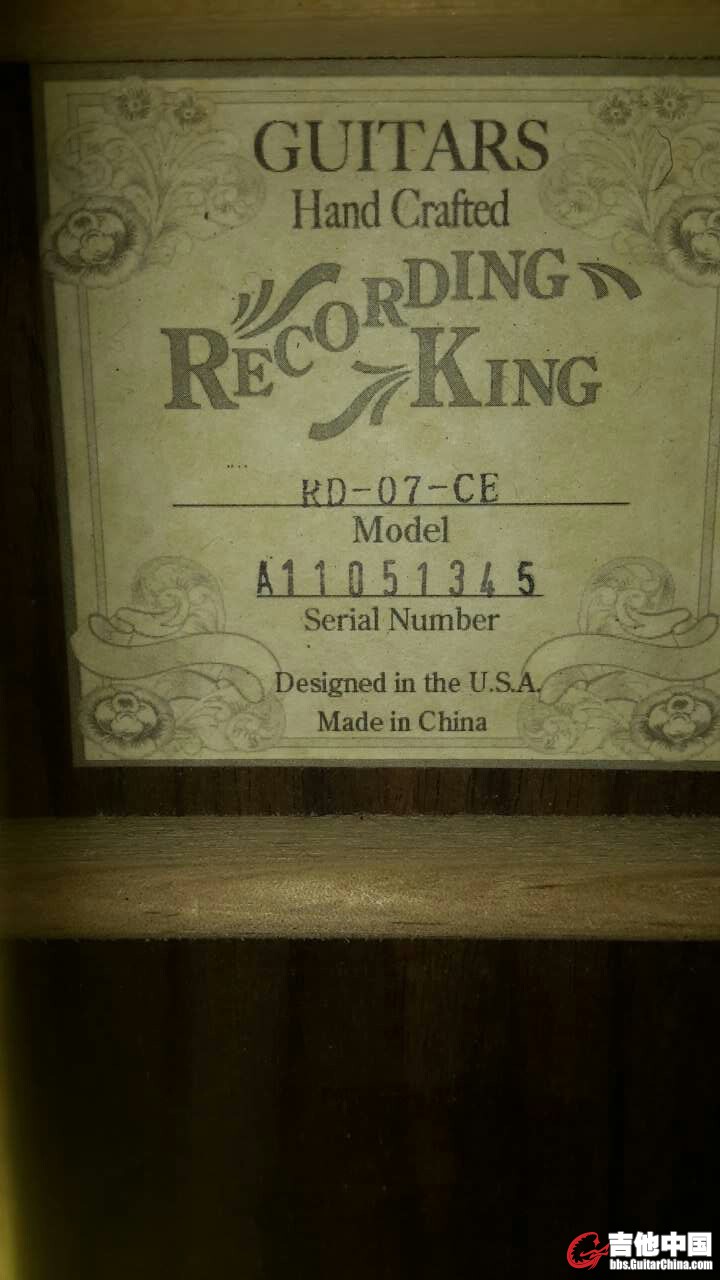 GUITARS
Hand Crafted
RECORDING
KING
RD-07-CE
Model
A11051345
Serial Number
Designed in the U.S.A.
Made in China
吉他中国
bbs.GuitarChina.com